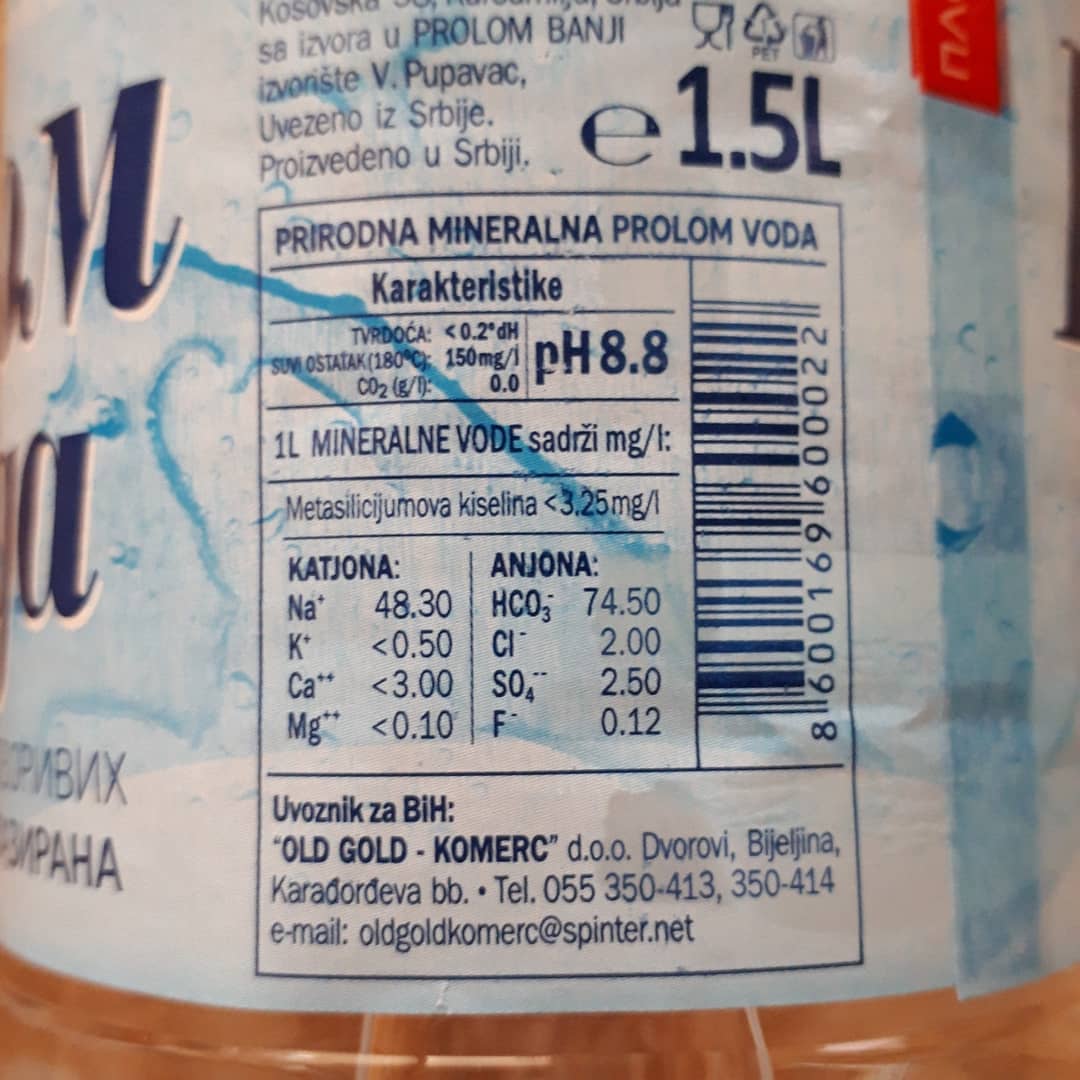 sa izvora u PROLOM BANJI
izvorište V. Pupavac,
Uvezeno iz Srbije.
Proizvedeno u Srbiji.
PET
e 1.5L
PRIRODNA MINERALNA PROLOM VODA
Karakteristike
TVRDOĆA: <0.2°dH
SUVI OSTATAK(180°C): 150mg/l
CO₂ (g/l): 0.0
pH 8.8
1L MINERALNE VODE sadrži mg/l:
Metasilicijumova kiselina <3.25mg/l
KATJONA: ANJONA:
Na⁺ 48.30 HCO₃⁻ 74.50
K⁺ <0.50 Cl⁻ 2.00
Ca⁺⁺ <3.00 SO₄⁻⁻ 2.50
Mg⁺⁺ <0.10 F⁻ 0.12
8 600169 600022
Uvoznik za BiH:
"OLD GOLD - KOMERC" d.o.o. Dvorovi, Bijeljina,
Karađorđeva bb. • Tel. 055 350-413, 350-414
e-mail: oldgoldkomerc@spinter.net